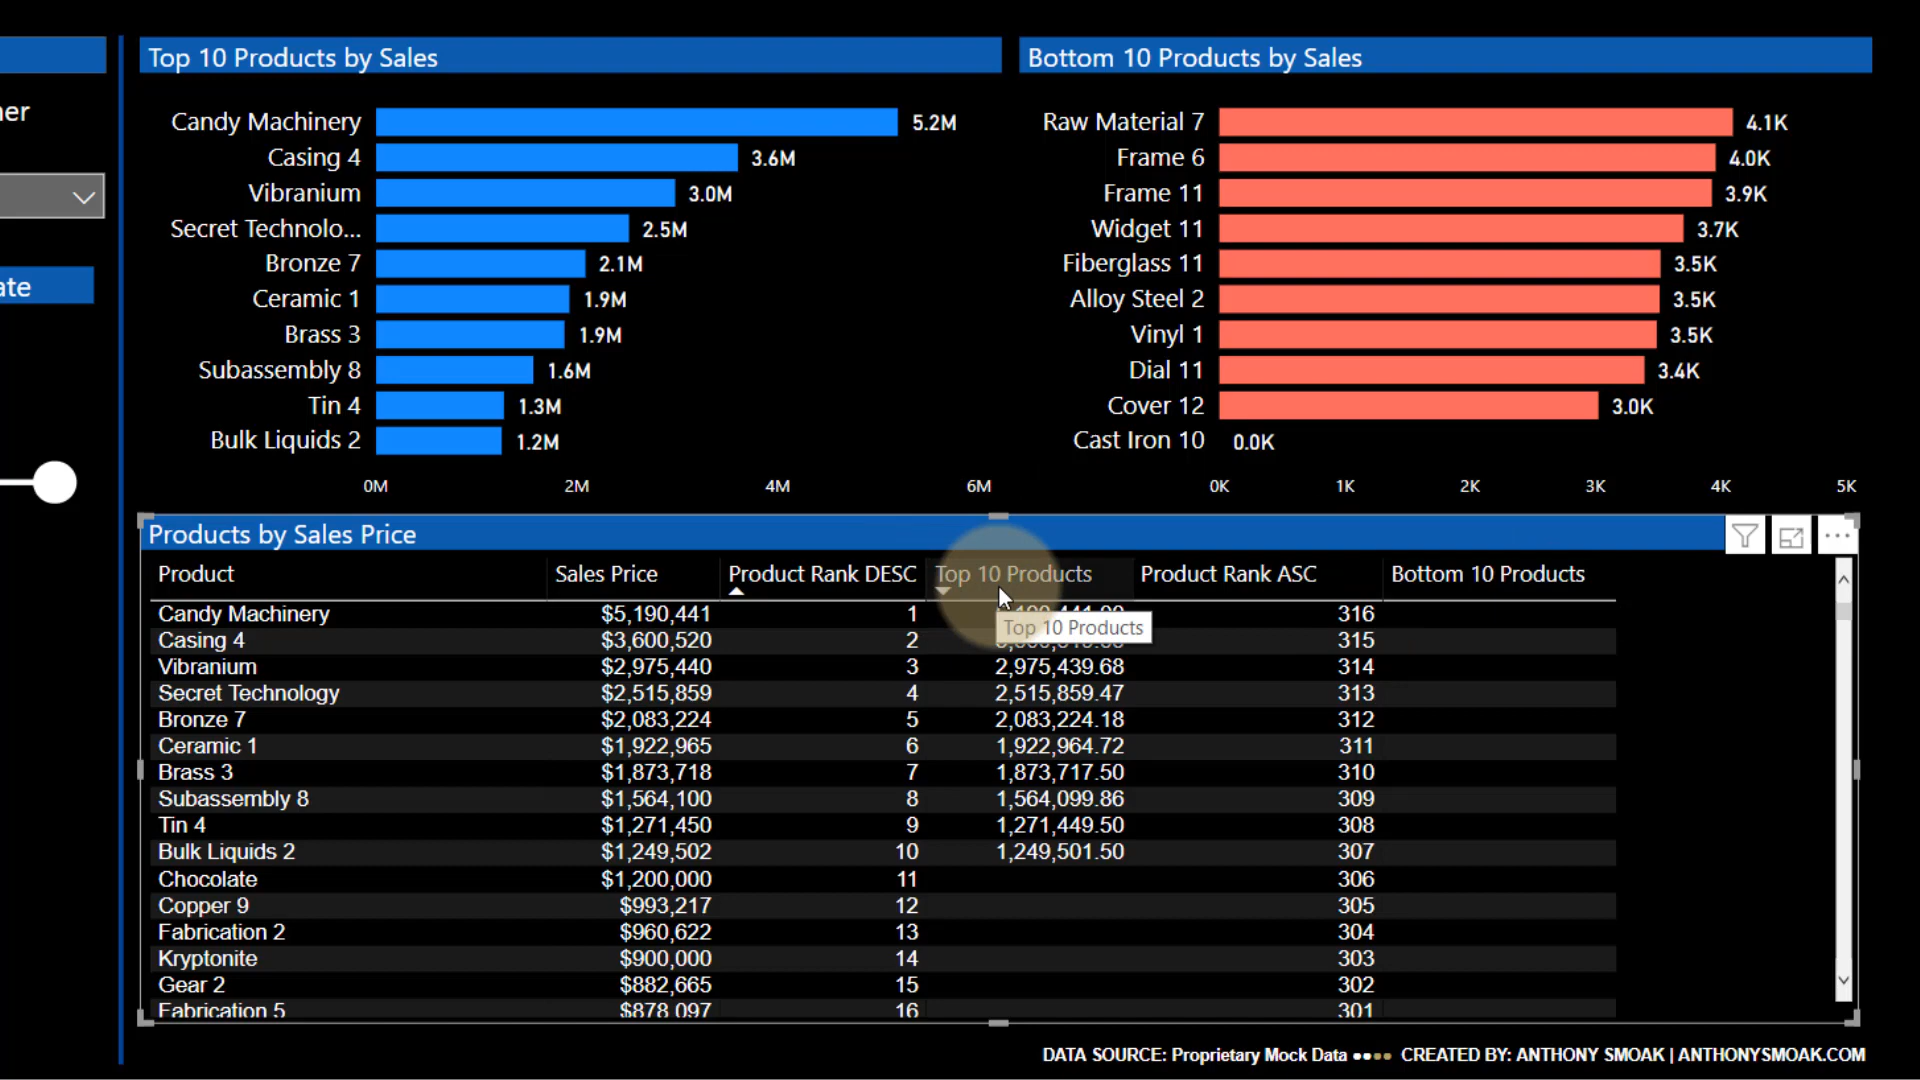 ner
ate
Top 10 Products by Sales
Candy Machinery 5.2M
Casing 4 3.6M
Vibranium 3.0M
Secret Technolo... 2.5M
Bronze 7 2.1M
Ceramic 1 1.9M
Brass 3 1.9M
Subassembly 8 1.6M
Tin 4 1.3M
Bulk Liquids 2 1.2M
0M 2M 4M 6M
Bottom 10 Products by Sales
Raw Material 7 4.1K
Frame 6 4.0K
Frame 11 3.9K
Widget 11 3.7K
Fiberglass 11 3.5K
Alloy Steel 2 3.5K
Vinyl 1 3.5K
Dial 11 3.4K
Cover 12 3.0K
Cast Iron 10 0.0K
0K 1K 2K 3K 4K 5K
Products by Sales Price
Product Sales Price Product Rank DESC Top 10 Products Product Rank ASC Bottom 10 Products
Candy Machinery $5,190,441 1 316
Top 10 Products
Casing 4 $3,600,520 2 315
Vibranium $2,975,440 3 2,975,439.68 314
Secret Technology $2,515,859 4 2,515,859.47 313
Bronze 7 $2,083,224 5 2,083,224.18 312
Ceramic 1 $1,922,965 6 1,922,964.72 311
Brass 3 $1,873,718 7 1,873,717.50 310
Subassembly 8 $1,564,100 8 1,564,099.86 309
Tin 4 $1,271,450 9 1,271,449.50 308
Bulk Liquids 2 $1,249,502 10 1,249,501.50 307
Chocolate $1,200,000 11 306
Copper 9 $993,217 12 305
Fabrication 2 $960,622 13 304
Kryptonite $900,000 14 303
Gear 2 $882,665 15 302
Fabrication 5 $878,097 16 301
DATA SOURCE: Proprietary Mock Data CREATED BY: ANTHONY SMOAK | ANTHONYSMOAK.COM